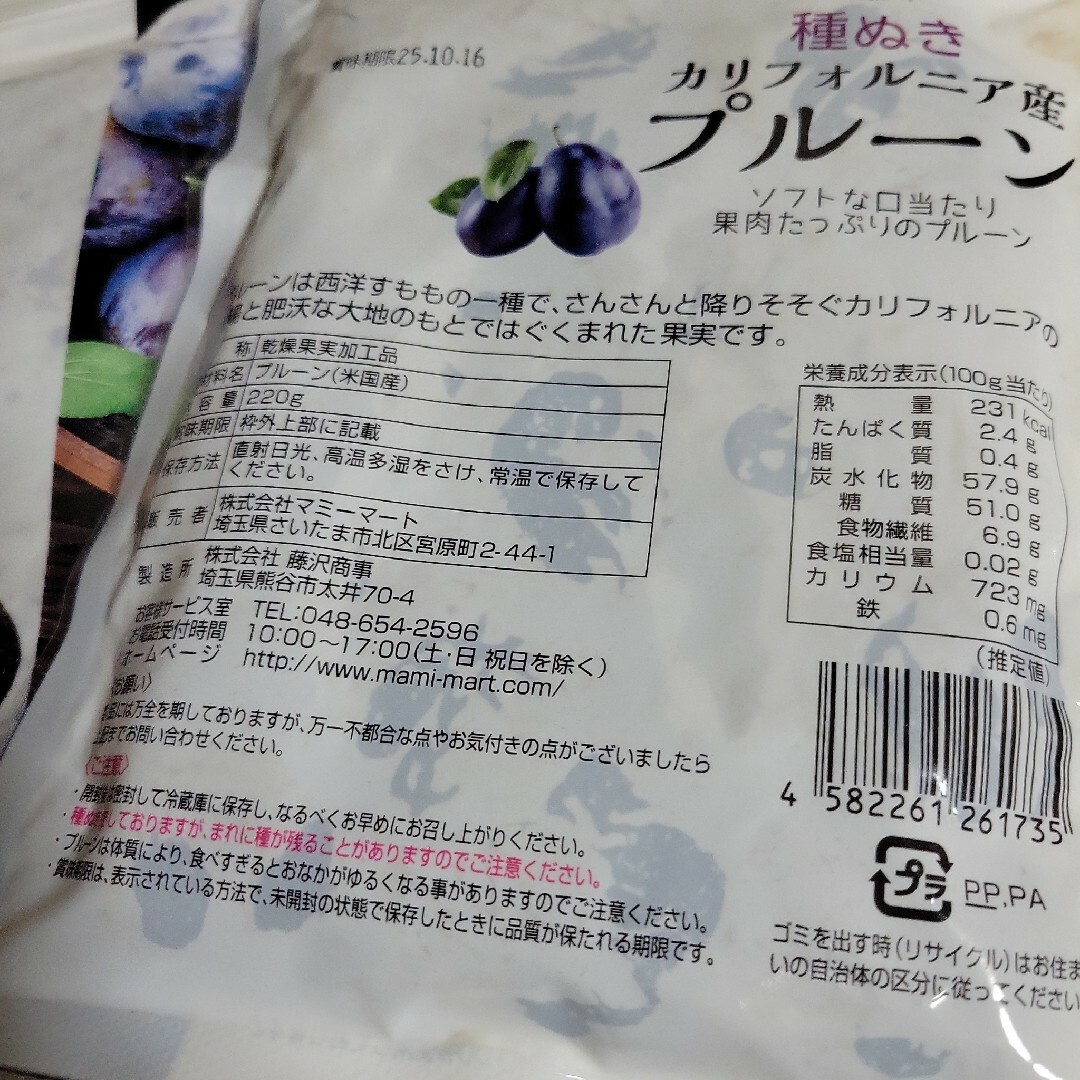 賞味期限25.10.16
種ぬき
カリフォルニア産
プルーン
ソフトな口当たり
果肉たっぷりのプルーン
ルーンは西洋すももの一種で、さんさんと降りそそぐカリフォルニアの
と肥沃な大地のもとではぐくまれた果実です。
称 乾燥果実加工品
材料名 プルーン(米国産)
容量 220g
賞味期限 枠外上部に記載
保存方法 直射日光、高温多湿をさけ、常温で保存して
ください。
販売者 株式会社マミーマート
埼玉県さいたま市北区宮原町2-44-1
製造所 株式会社 藤沢商事
埼玉県熊谷市太井70-4
お客様サービス室 TEL:048-654-2596
お電話受付時間 10:00〜17:00(土・日 祝日を除く)
ホームページ http://www.mami-mart.com/
〈お願い〉
品には万全を期しておりますが、万一不都合な点やお気付きの点がございましたら
までお問い合わせください。
〈ご注意〉
・開封後は密封して冷蔵庫に保存し、なるべくお早めにお召し上がりください。
・種ぬきしておりますが、まれに種が残ることがありますのでご注意ください。
・プルーンは体質により、食べすぎるとおなかがゆるくなる事がありますのでご注意ください。
・賞味期限は、表示されている方法で、未開封の状態で保存したときに品質が保たれる期限です。
栄養成分表示(100g当たり)
熱量 231kcal
たんぱく質 2.4g
脂質 0.4g
炭水化物 57.9g
糖質 51.0g
食物繊維 6.9g
食塩相当量 0.02g
カリウム 723mg
鉄 0.6mg
(推定値)
4 582261 261735
プラ PP,PA
ゴミを出す時(リサイクル)はお住ま
いの自治体の区分に従ってください